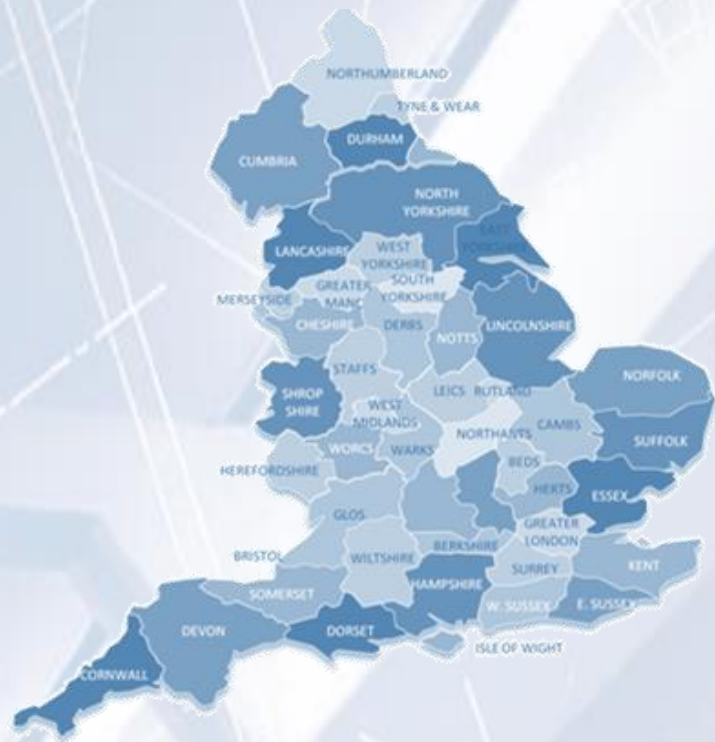 NORTHUMBERLAND
TYNE & WEAR
DURHAM
CUMBRIA
NORTH
YORKSHIRE
EAST
YORKSHIRE
LANCASHIRE
WEST
YORKSHIRE
SOUTH
YORKSHIRE
GREATER
MANC
MERSEYSIDE
CHESHIRE
DERBS
NOTTS
LINCOLNSHIRE
STAFFS
SHROP
SHIRE
LEICS
RUTLAND
NORFOLK
WEST
MIDLANDS
NORTHANTS
CAMBS
SUFFOLK
HEREFORDSHIRE
WORCS
WARKS
BEDS
HERTS
ESSEX
GLOS
GREATER
LONDON
BRISTOL
WILTSHIRE
BERKSHIRE
SURREY
KENT
SOMERSET
HAMPSHIRE
W. SUSSEX
E. SUSSEX
DEVON
DORSET
ISLE OF WIGHT
CORNWALL